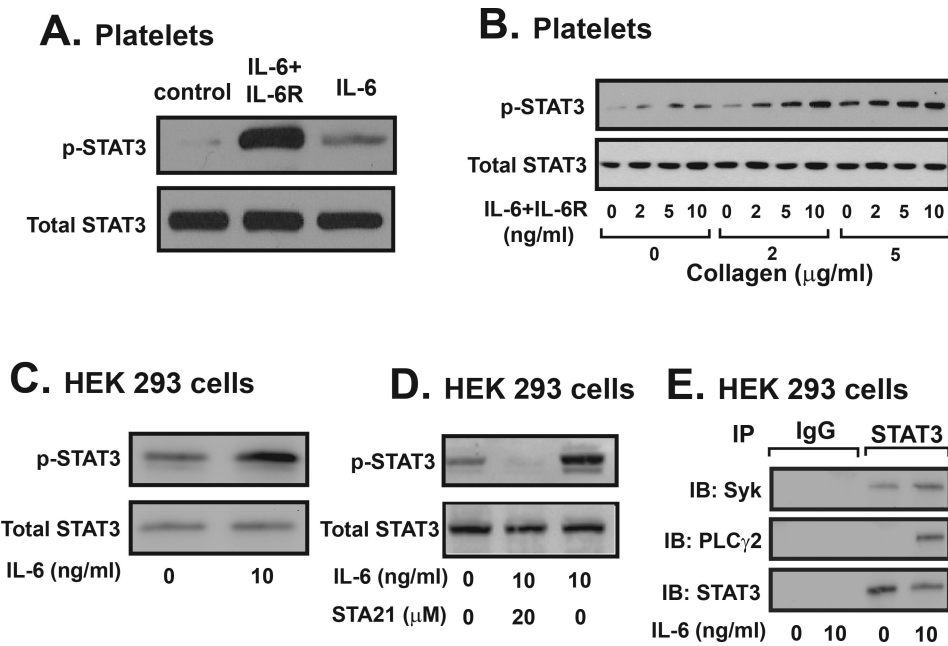 A. Platelets
control
IL-6+
IL-6R
IL-6
p-STAT3
Total STAT3
B. Platelets
p-STAT3
Total STAT3
IL-6+IL-6R 0 2 5 10 0 2 5 10 0 2 5 10
(ng/ml)
0 2 5
Collagen (μg/ml)
C. HEK 293 cells
p-STAT3
Total STAT3
IL-6 (ng/ml) 0 10
D. HEK 293 cells
p-STAT3
Total STAT3
IL-6 (ng/ml) 0 10 10
STA21 (μM) 0 20 0
E. HEK 293 cells
IP IgG STAT3
IB: Syk
IB: PLCγ2
IB: STAT3
IL-6 (ng/ml) 0 10 0 10